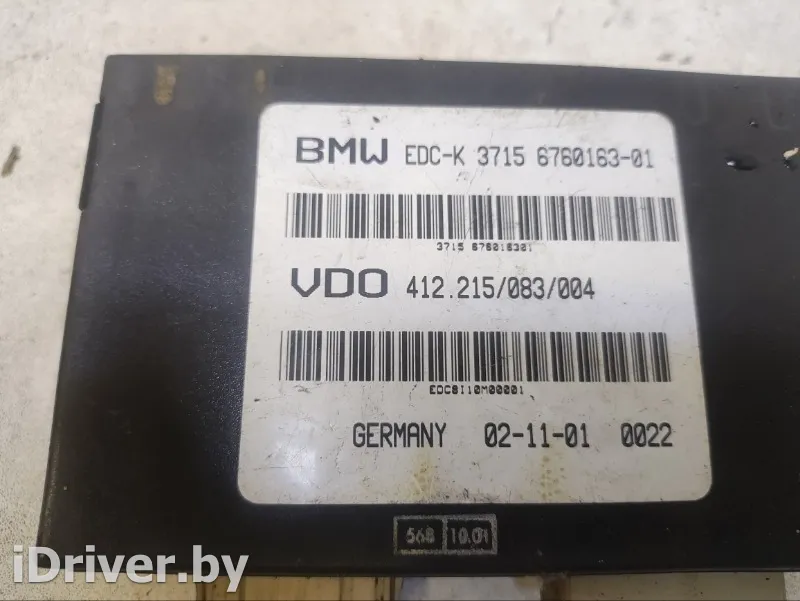 BMW EDC-K 3715 6760163-01
3715 676016301
VDO 412.215/083/004
EDC8I10M00001
GERMANY 02-11-01 0022
568 10.01
iDriver.by